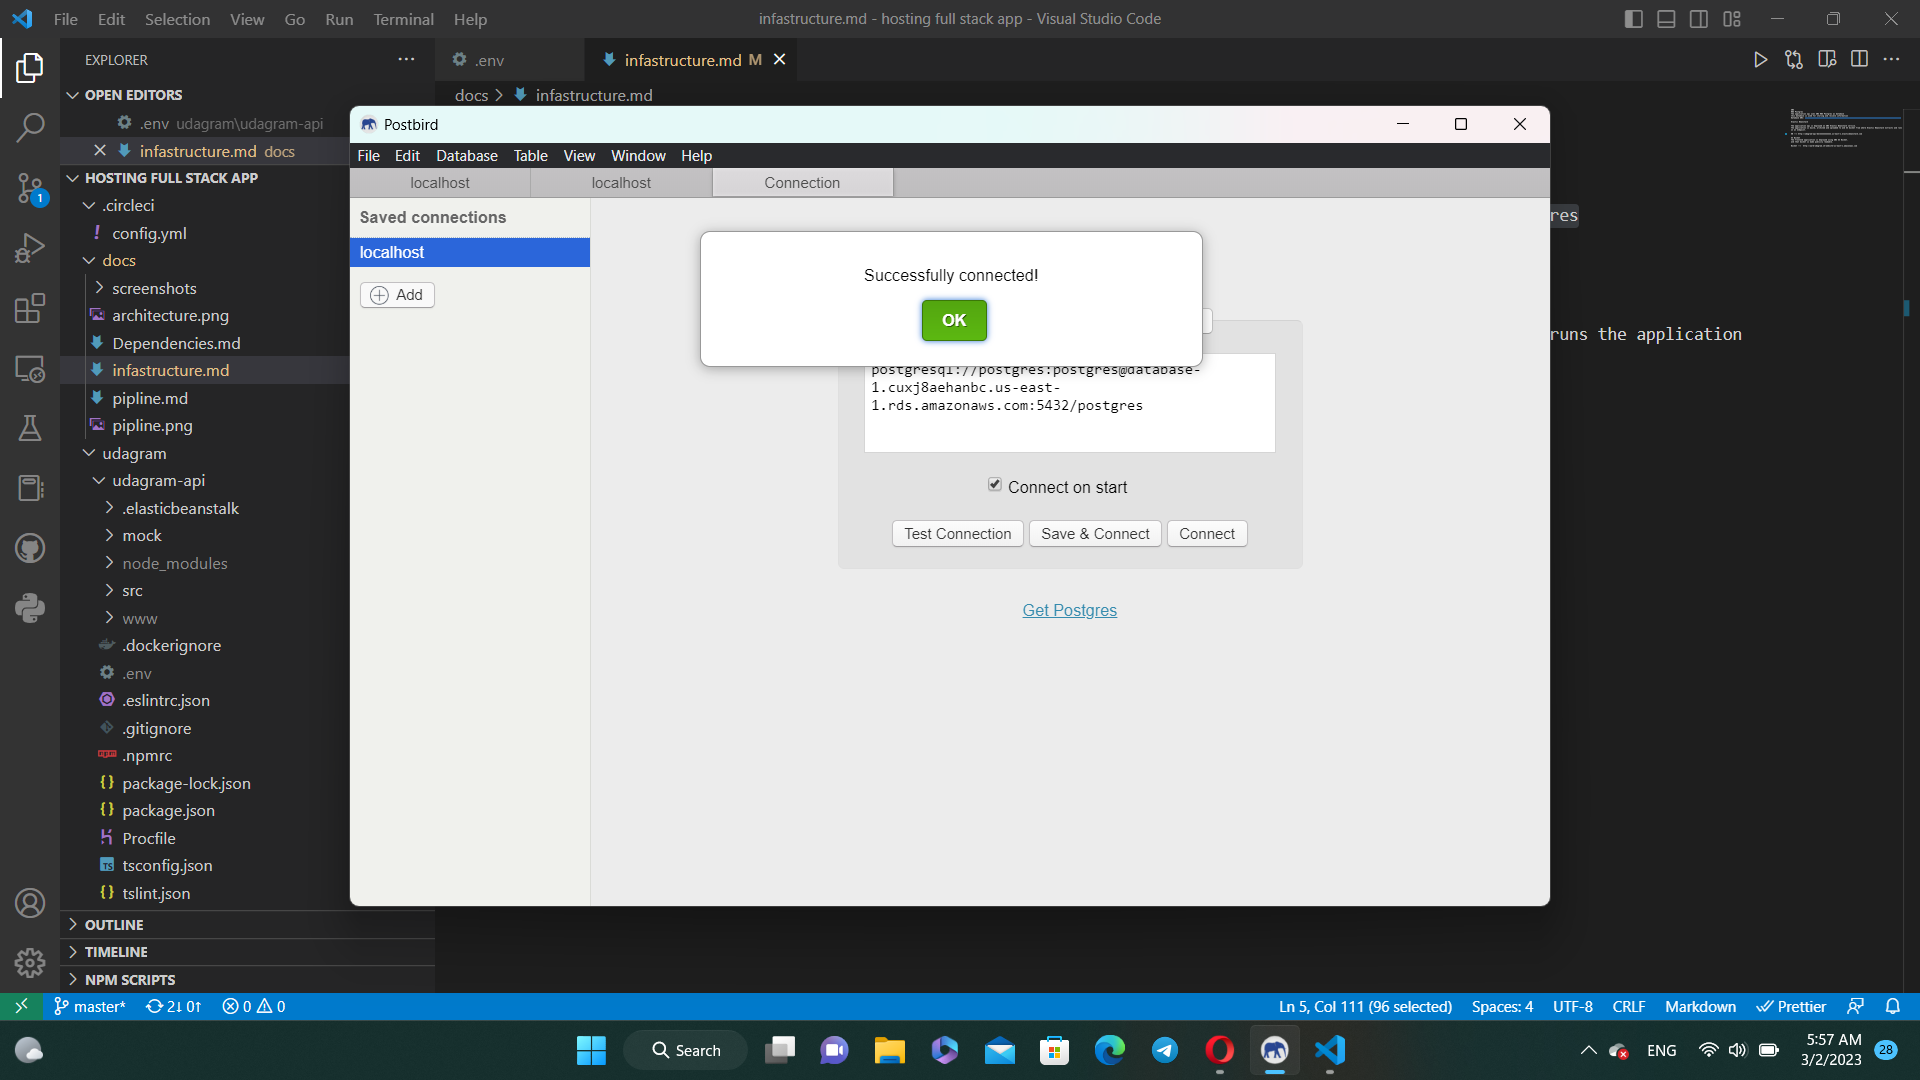 File Edit Selection View Go Run Terminal Help
infastructure.md - hosting full stack app - Visual Studio Code
EXPLORER
.env
infastructure.md M
OPEN EDITORS
docs > infastructure.md
.env udagram\udagram-api
infastructure.md docs
HOSTING FULL STACK APP
.circleci
config.yml
docs
screenshots
architecture.png
Dependencies.md
infastructure.md
pipline.md
pipline.png
udagram
udagram-api
.elasticbeanstalk
mock
node_modules
src
www
.dockerignore
.env
.eslintrc.json
.gitignore
.npmrc
package-lock.json
package.json
Procfile
tsconfig.json
tslint.json
OUTLINE
TIMELINE
NPM SCRIPTS
1
Postbird
File Edit Database Table View Window Help
localhost localhost Connection
Saved connections
localhost
Add
Successfully connected!
OK
postgresql://postgres:postgres@database-
1.cuxj8aehanbc.us-east-
1.rds.amazonaws.com:5432/postgres
Connect on start
Test Connection Save & Connect Connect
Get Postgres
res
runs the application
master* 2↓ 0↑ 0 0
Ln 5, Col 111 (96 selected) Spaces: 4 UTF-8 CRLF Markdown Prettier
Search
ENG
5:57 AM
3/2/2023
28